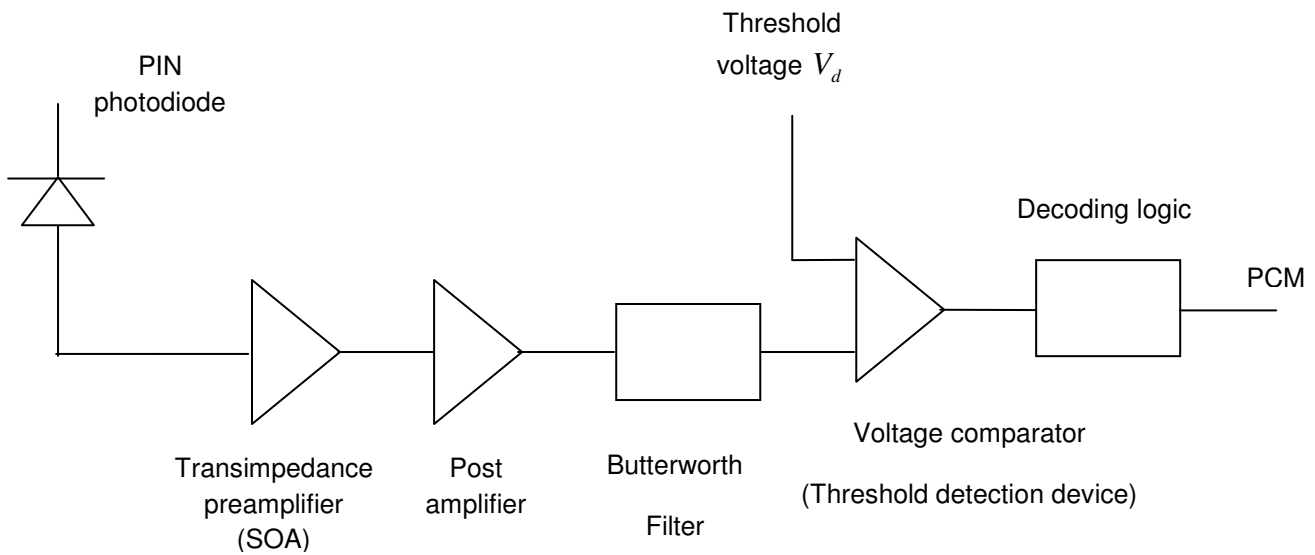 Threshold
voltage V_d
PIN
photodiode
Decoding logic
PCM
Transimpedance
preamplifier
(SOA)
Post
amplifier
Butterworth
Filter
Voltage comparator
(Threshold detection device)